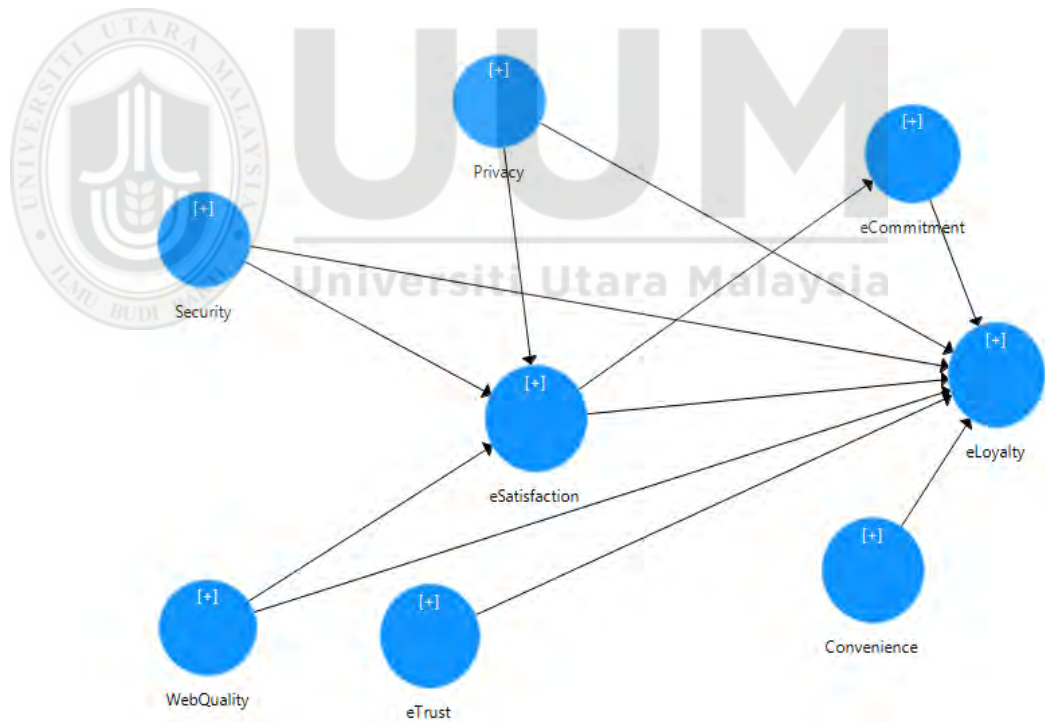 UNIVERSITI UTARA MALAYSIA
UUM
Universiti Utara Malaysia
ILMU BUDI
[+]
Privacy
[+]
eCommitment
[+]
Security
[+]
eLoyalty
[+]
eSatisfaction
[+]
Convenience
[+]
WebQuality
[+]
eTrust